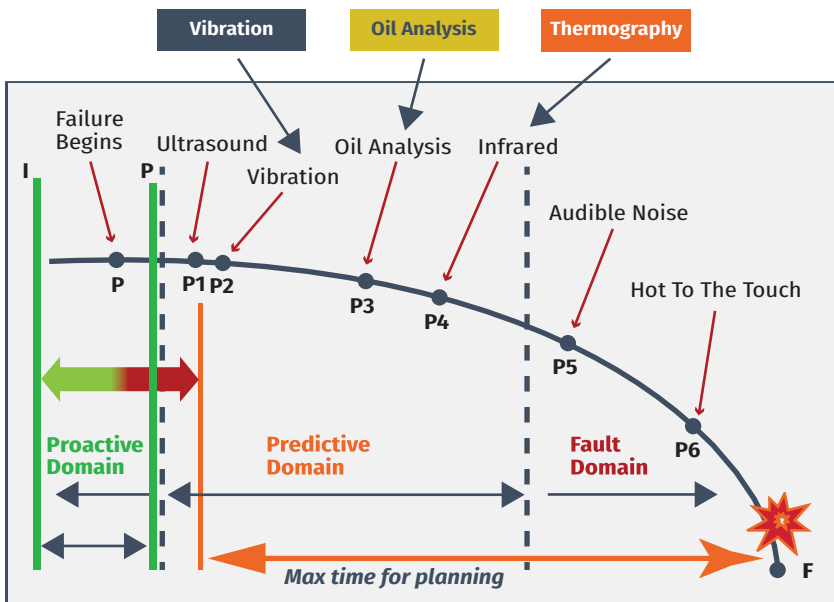 Vibration
Oil Analysis
Thermography
Failure
Begins
Ultrasound
Vibration
Oil Analysis
Infrared
Audible Noise
Hot To The Touch
I
P
P
P1
P2
P3
P4
P5
P6
Proactive
Domain
Predictive
Domain
Fault
Domain
Max time for planning
F